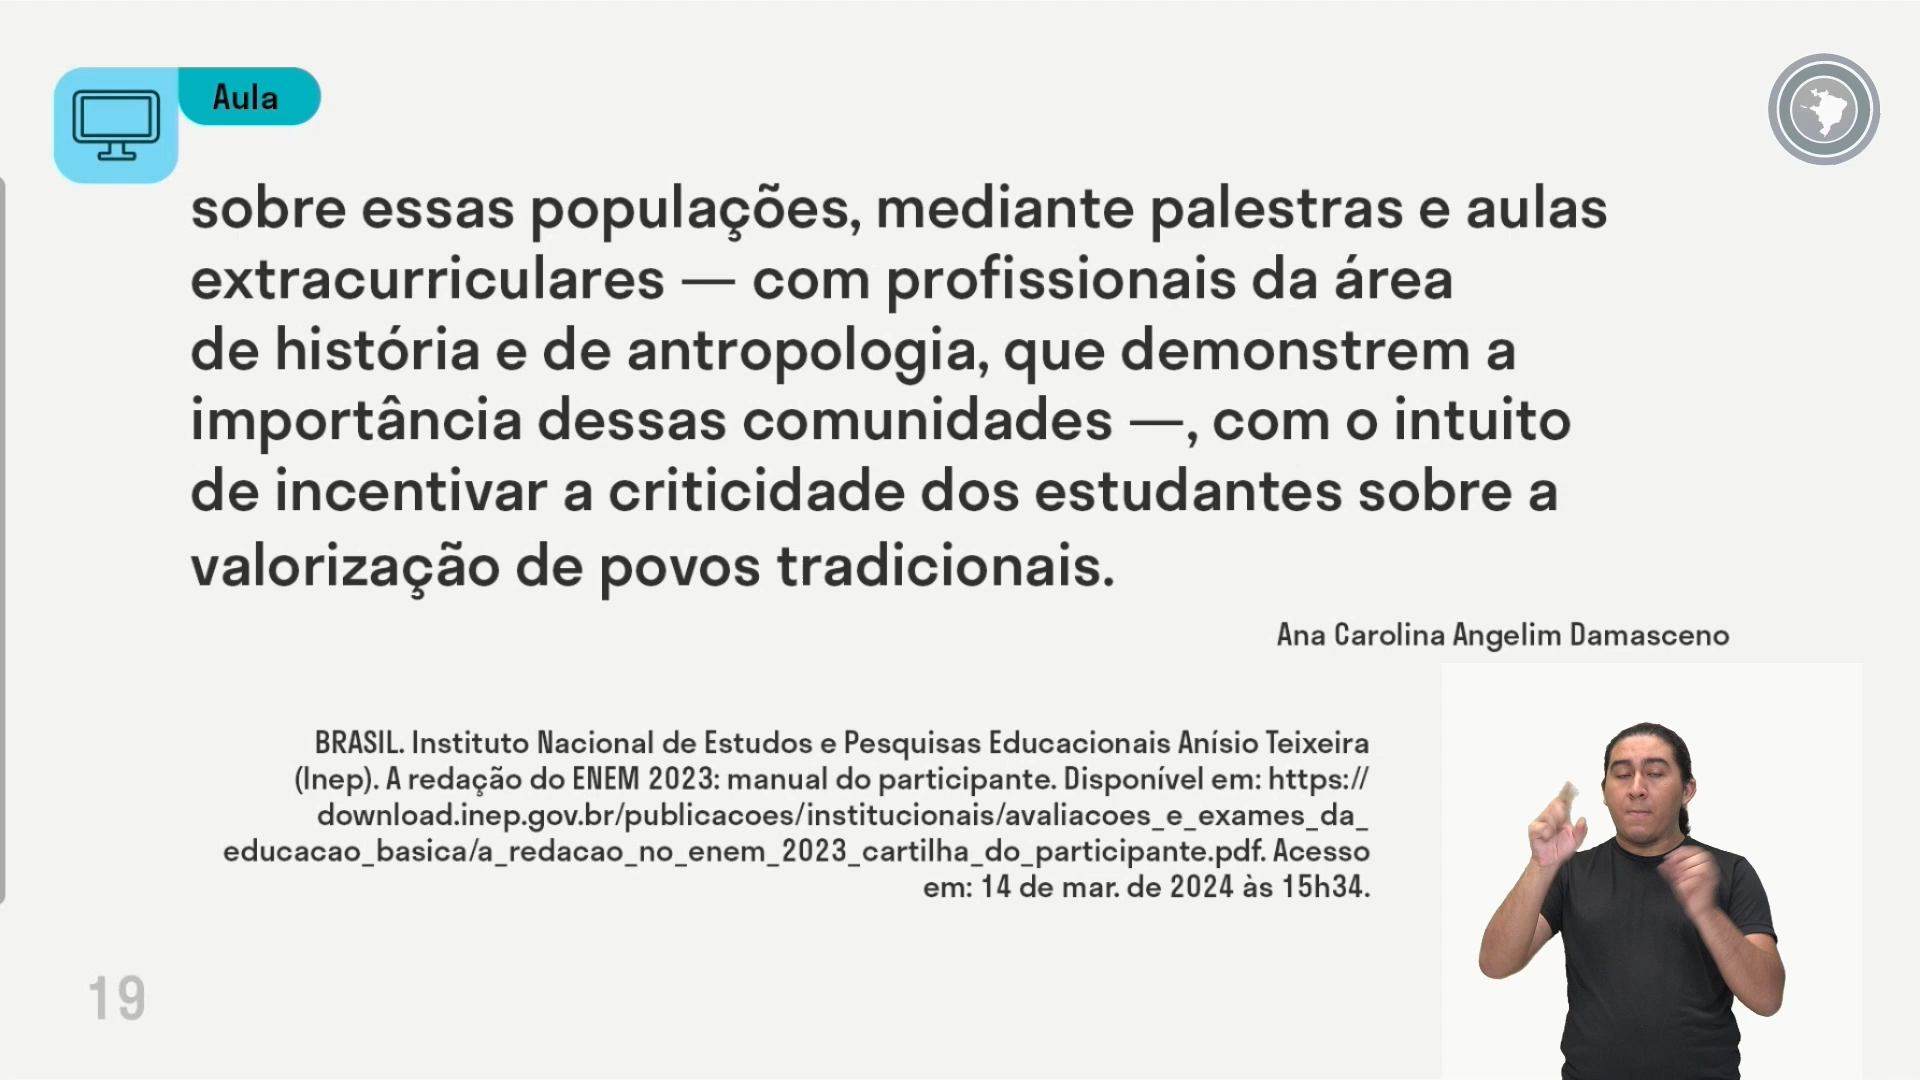 Aula
sobre essas populações, mediante palestras e aulas
extracurriculares — com profissionais da área
de história e de antropologia, que demonstrem a
importância dessas comunidades —, com o intuito
de incentivar a criticidade dos estudantes sobre a
valorização de povos tradicionais.
Ana Carolina Angelim Damasceno
BRASIL. Instituto Nacional de Estudos e Pesquisas Educacionais Anísio Teixeira
(Inep). A redação do ENEM 2023: manual do participante. Disponível em: https://
download.inep.gov.br/publicacoes/institucionais/avaliacoes_e_exames_da_
educacao_basica/a_redacao_no_enem_2023_cartilha_do_participante.pdf. Acesso
em: 14 de mar. de 2024 às 15h34.
19